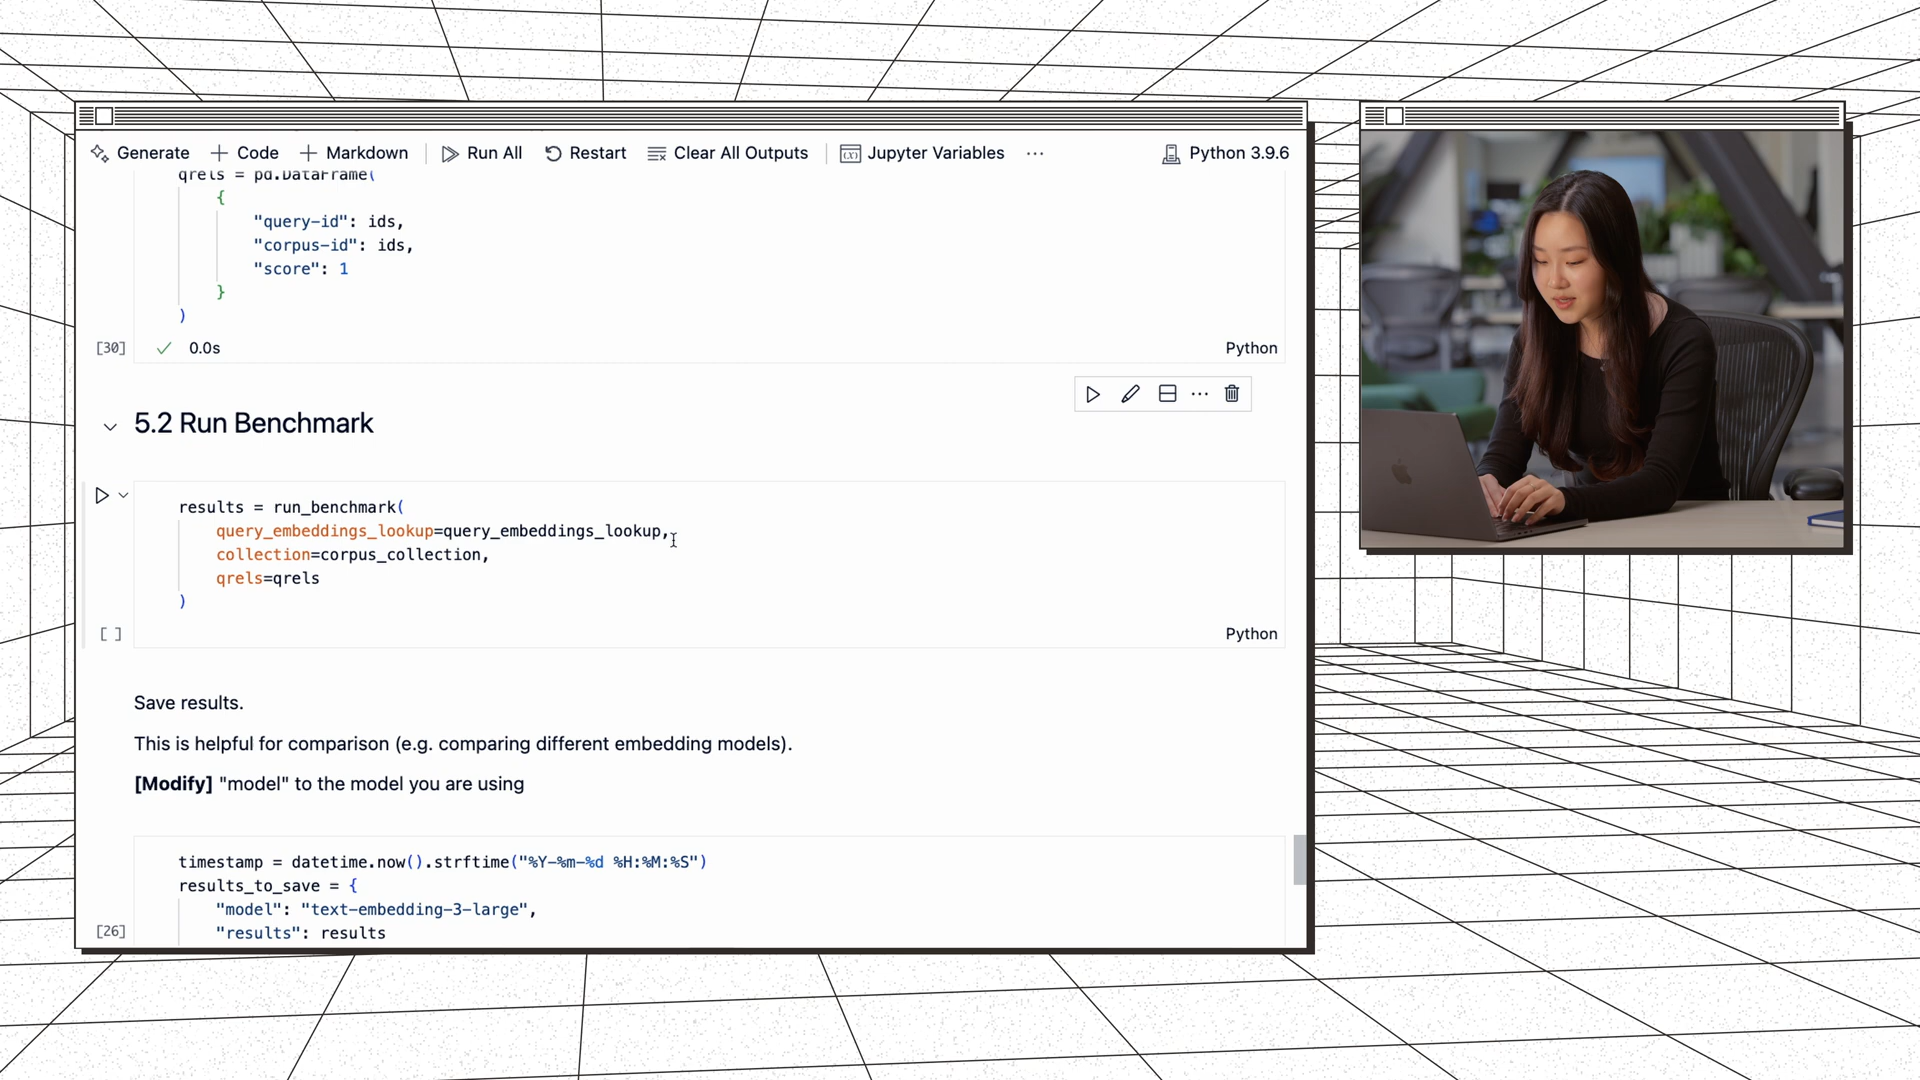 Generate Code Markdown Run All Restart Clear All Outputs Jupyter Variables ... Python 3.9.6
qrels = pd.DataFrame(
{
"query-id": ids,
"corpus-id": ids,
"score": 1
}
)
[30] 0.0s Python
5.2 Run Benchmark
results = run_benchmark(
query_embeddings_lookup=query_embeddings_lookup,
collection=corpus_collection,
qrels=qrels
)
[ ] Python
Save results.
This is helpful for comparison (e.g. comparing different embedding models).
[Modify] "model" to the model you are using
timestamp = datetime.now().strftime("%Y-%m-%d %H:%M:%S")
results_to_save = {
"model": "text-embedding-3-large",
"results": results
[26]